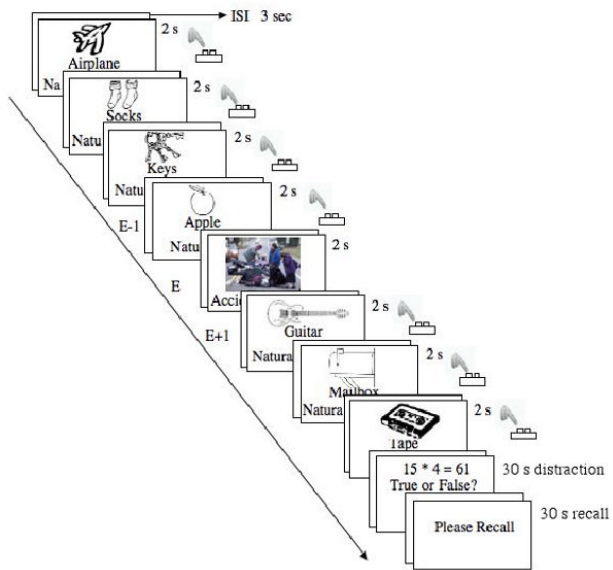 ISI 3 sec
2 s
Airplane
Na
2 s
Socks
Natu
2 s
Keys
Natu
2 s
E-1
Apple
Natu
2 s
E
Accid
E+1
2 s
Guitar
Natura
2 s
Mailbox
Natura
2 s
Tape
15 * 4 = 61
True or False?
30 s distraction
30 s recall
Please Recall